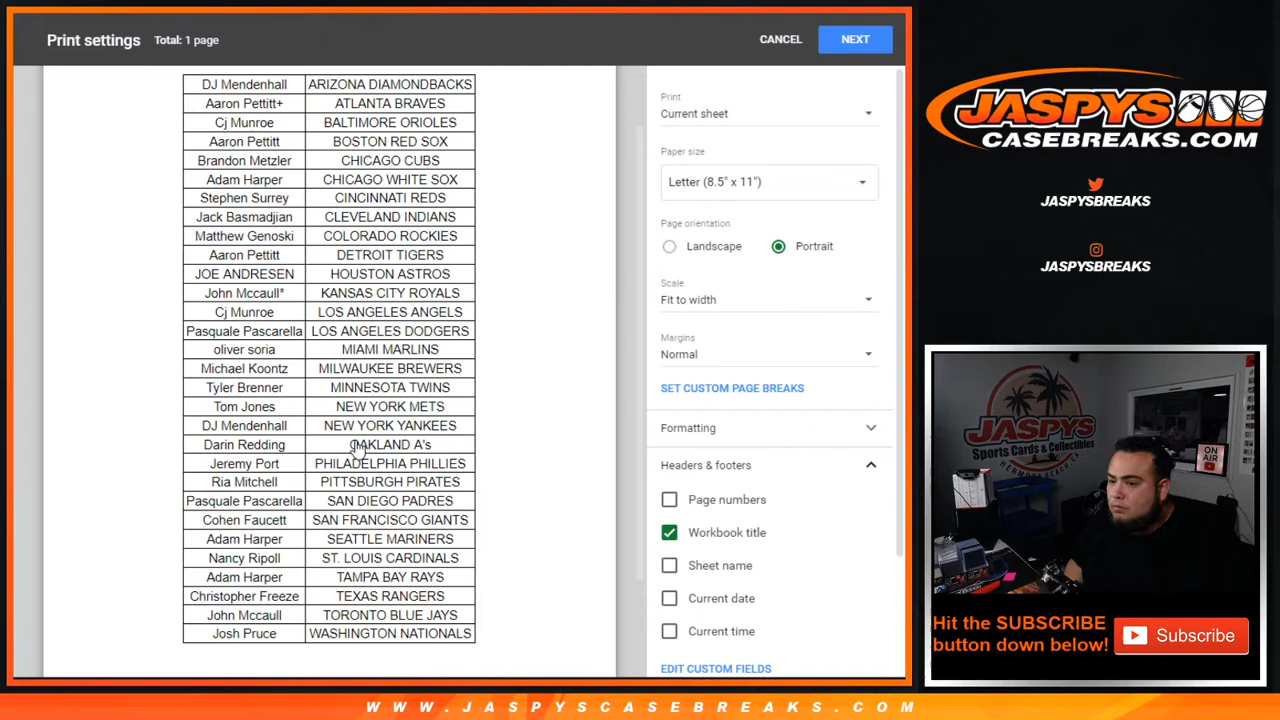 Print settings Total: 1 page CANCEL NEXT
DJ Mendenhall ARIZONA DIAMONDBACKS
Aaron Pettitt+ ATLANTA BRAVES
Cj Munroe BALTIMORE ORIOLES
Aaron Pettitt BOSTON RED SOX
Brandon Metzler CHICAGO CUBS
Adam Harper CHICAGO WHITE SOX
Stephen Surrey CINCINNATI REDS
Jack Basmadjian CLEVELAND INDIANS
Matthew Genoski COLORADO ROCKIES
Aaron Pettitt DETROIT TIGERS
JOE ANDRESEN HOUSTON ASTROS
John Mccaull* KANSAS CITY ROYALS
Cj Munroe LOS ANGELES ANGELS
Pasquale Pascarella LOS ANGELES DODGERS
oliver soria MIAMI MARLINS
Michael Koontz MILWAUKEE BREWERS
Tyler Brenner MINNESOTA TWINS
Tom Jones NEW YORK METS
DJ Mendenhall NEW YORK YANKEES
Darin Redding OAKLAND A's
Jeremy Port PHILADELPHIA PHILLIES
Ria Mitchell PITTSBURGH PIRATES
Pasquale Pascarella SAN DIEGO PADRES
Cohen Faucett SAN FRANCISCO GIANTS
Adam Harper SEATTLE MARINERS
Nancy Ripoll ST. LOUIS CARDINALS
Adam Harper TAMPA BAY RAYS
Christopher Freeze TEXAS RANGERS
John Mccaull TORONTO BLUE JAYS
Josh Pruce WASHINGTON NATIONALS
Print
Current sheet
Paper size
Letter (8.5" x 11")
Page orientation
Landscape Portrait
Scale
Fit to width
Margins
Normal
SET CUSTOM PAGE BREAKS
Formatting
Headers & footers
Page numbers
Workbook title
Sheet name
Current date
Current time
EDIT CUSTOM FIELDS
JASPYS
CASEBREAKS.COM
JASPYSBREAKS
JASPYSBREAKS
JASPYS
Sports Cards & Collectibles
HERMOSA BEACH, CA
ON AIR
Hit the SUBSCRIBE
button down below!
Subscribe
WWW.JASPYSCASEBREAKS.COM